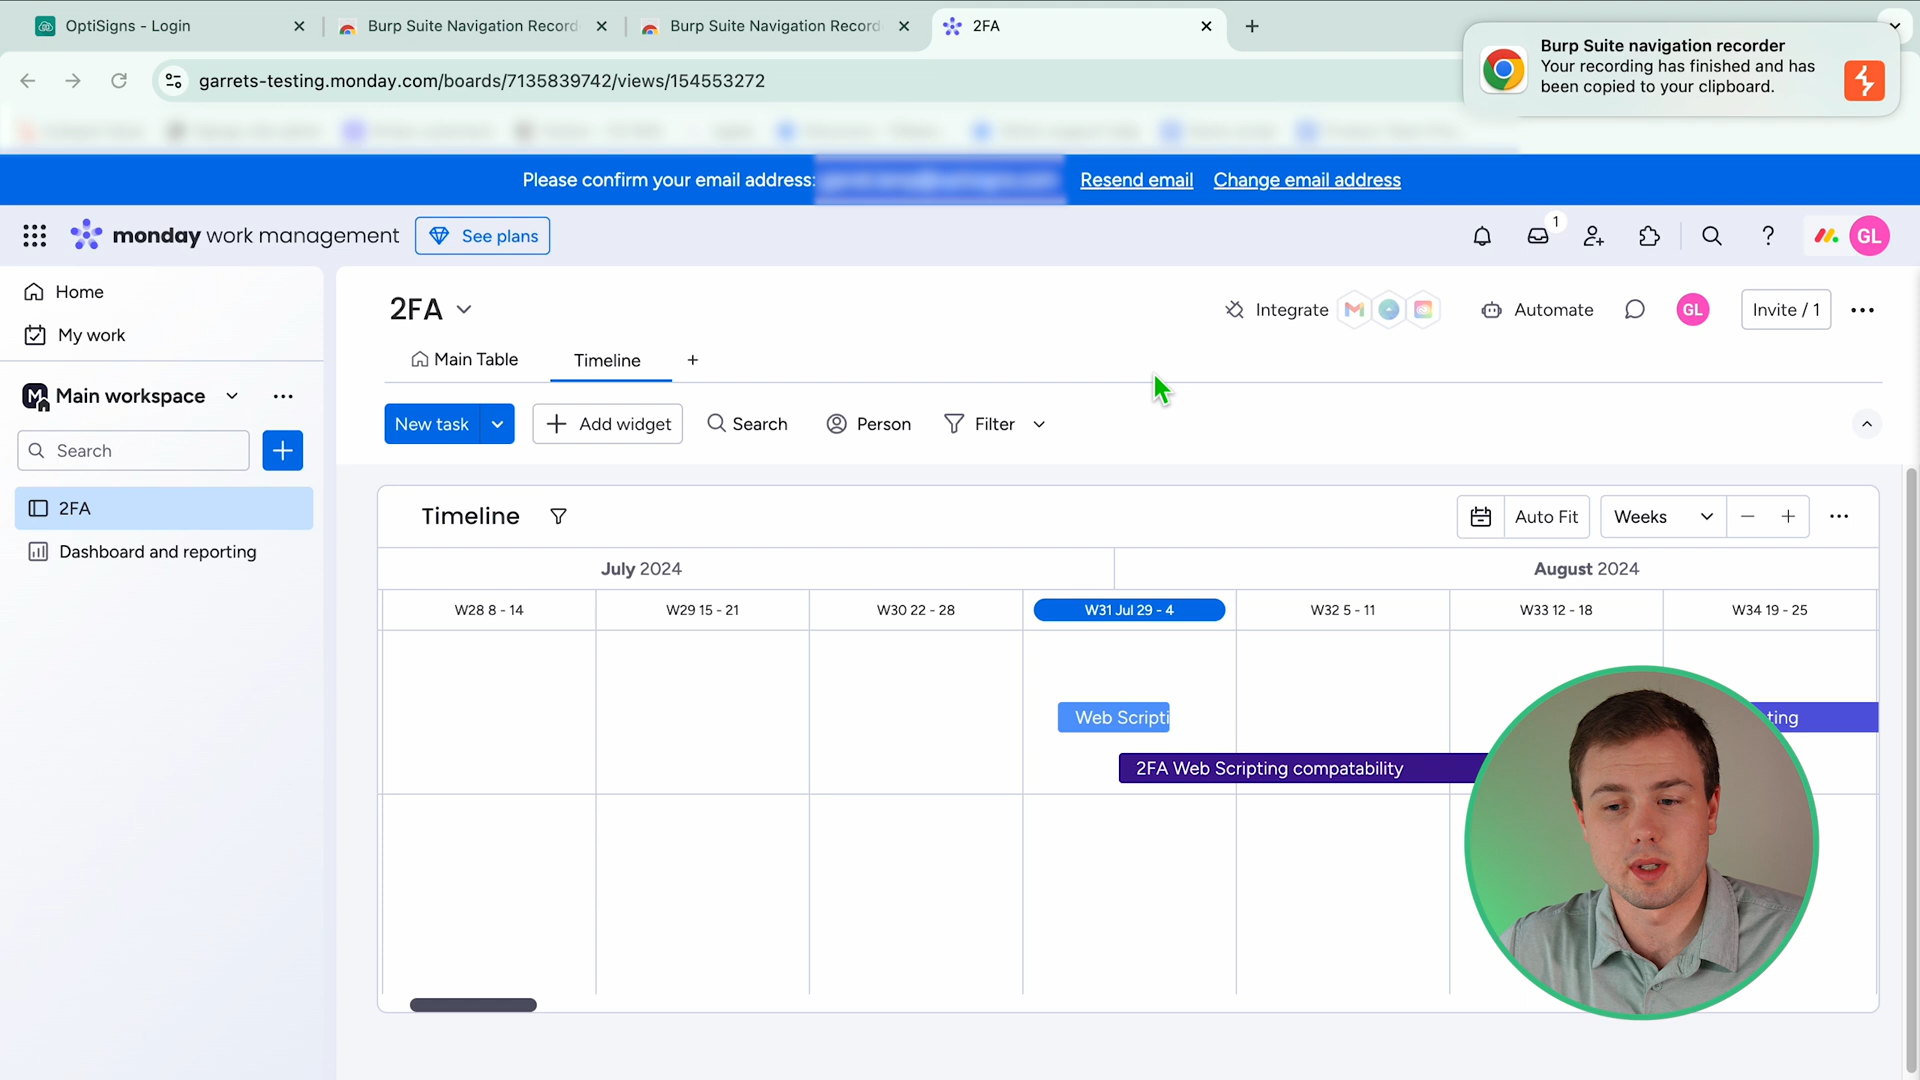 OptiSigns - Login
Burp Suite Navigation Record
Burp Suite Navigation Record
2FA
Burp Suite navigation recorder
Your recording has finished and has
been copied to your clipboard.
garrets-testing.monday.com/boards/7135839742/views/154553272
Please confirm your email address:
Resend email
Change email address
monday work management
See plans
1
GL
Home
My work
Main workspace
Search
2FA
Dashboard and reporting
2FA
Integrate
Automate
GL
Invite / 1
Main Table
Timeline
New task
Add widget
Search
Person
Filter
Timeline
Auto Fit
Weeks
July 2024
August 2024
W28 8 - 14
W29 15 - 21
W30 22 - 28
W31 Jul 29 - 4
W32 5 - 11
W33 12 - 18
W34 19 - 25
Web Scripti
ting
2FA Web Scripting compatability